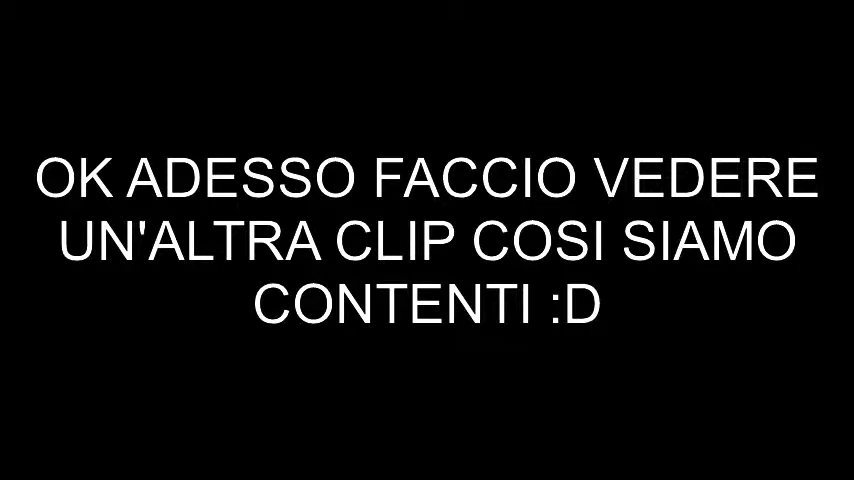 OK ADESSO FACCIO VEDERE
UN'ALTRA CLIP COSI SIAMO
CONTENTI :D